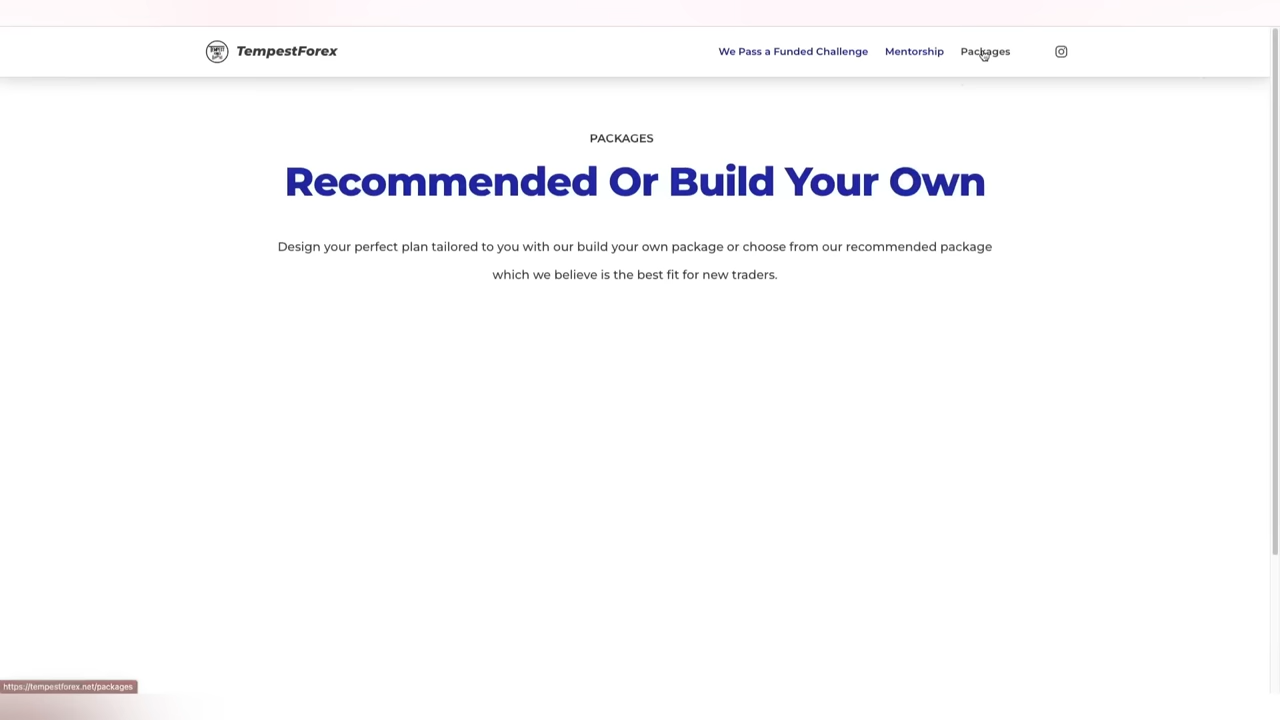 TempestForex
We Pass a Funded Challenge
Mentorship
Packages
PACKAGES
Recommended Or Build Your Own
Design your perfect plan tailored to you with our build your own package or choose from our recommended package
which we believe is the best fit for new traders.
https://tempestforex.net/packages